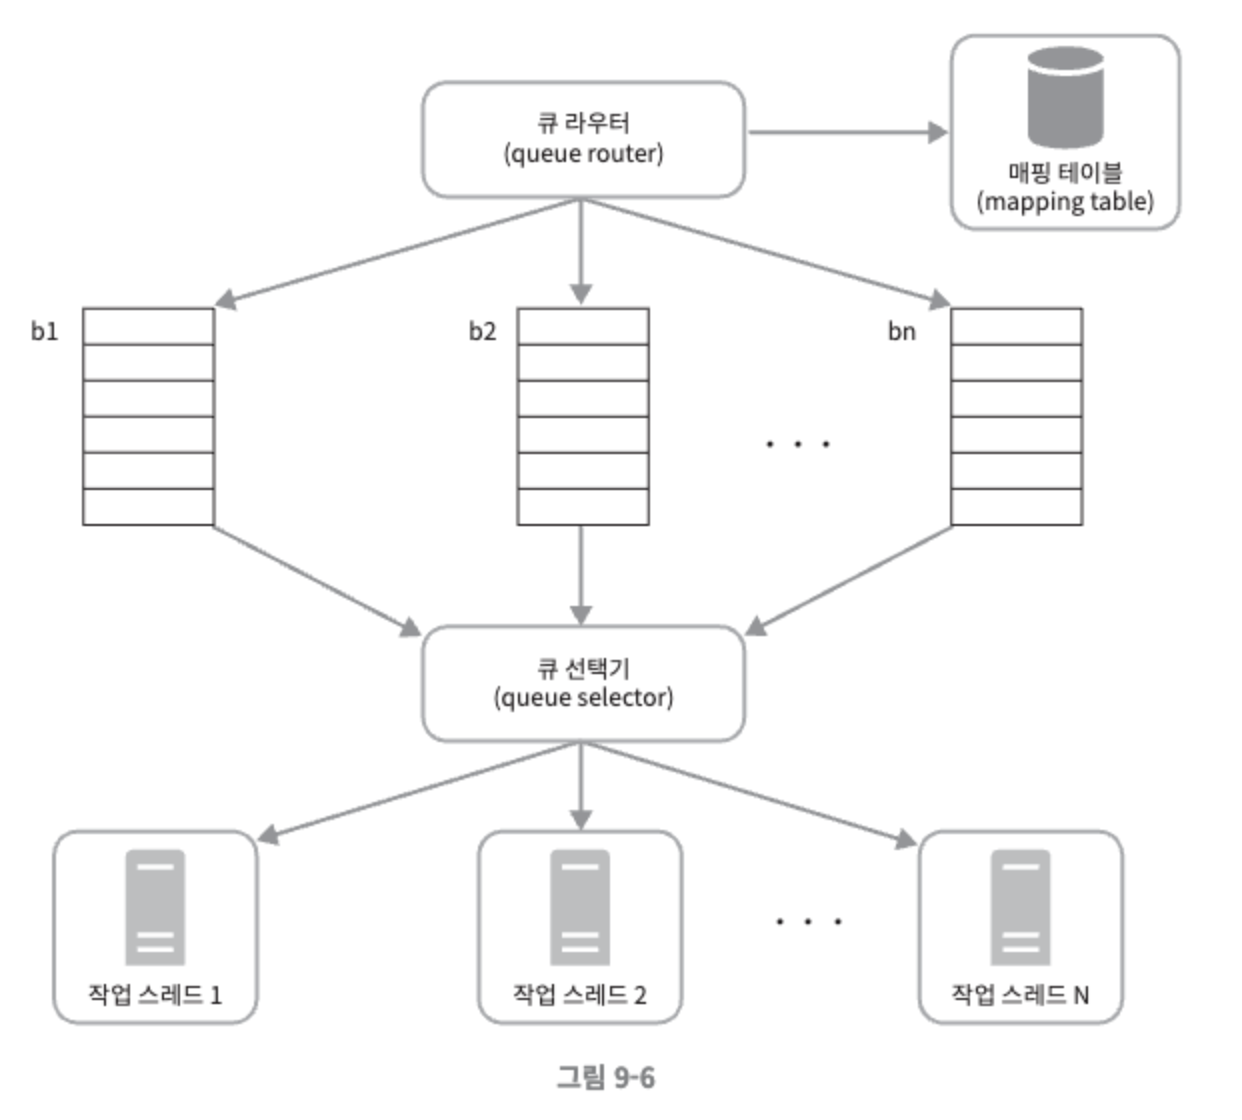 큐 라우터
(queue router)
매핑 테이블
(mapping table)
b1
b2
bn
. . .
큐 선택기
(queue selector)
. . .
작업 스레드 1
작업 스레드 2
작업 스레드 N
그림 9-6